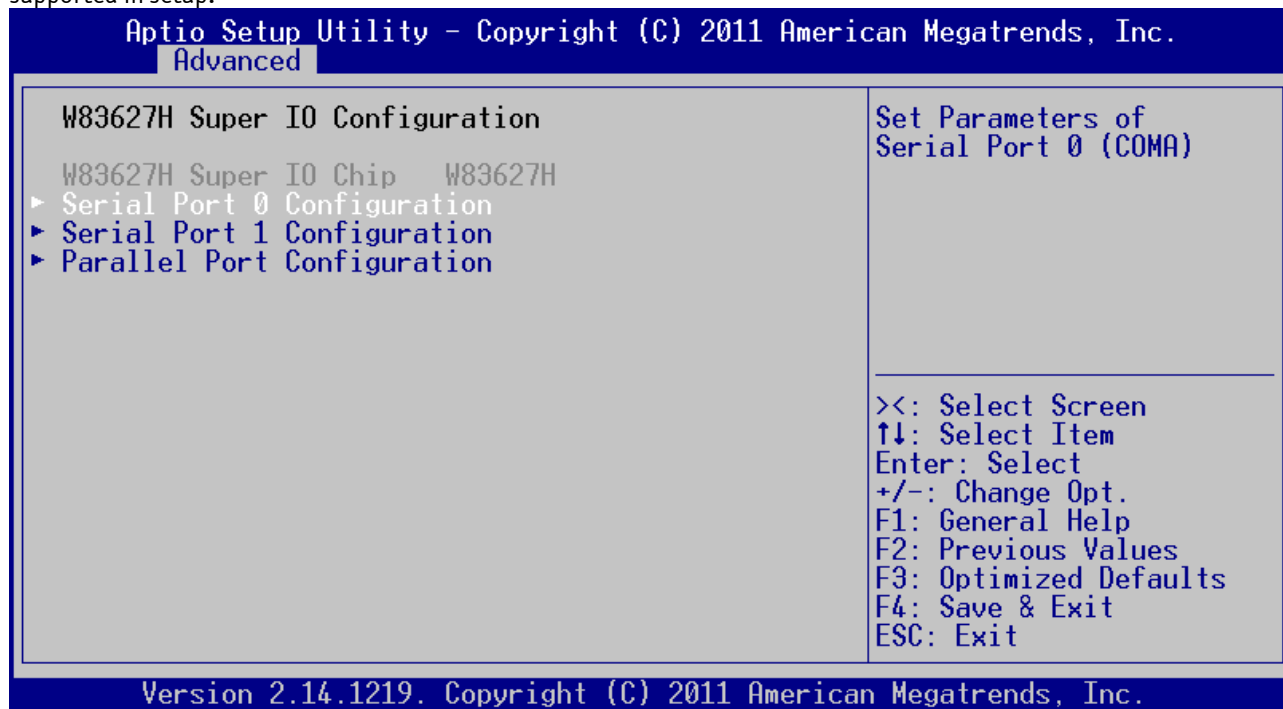 supported in setup.
Aptio Setup Utility - Copyright (C) 2011 American Megatrends, Inc.
Advanced
W83627H Super IO Configuration
W83627H Super IO Chip W83627H
► Serial Port 0 Configuration
► Serial Port 1 Configuration
► Parallel Port Configuration
Set Parameters of
Serial Port 0 (COMA)
><: Select Screen
↑↓: Select Item
Enter: Select
+/-: Change Opt.
F1: General Help
F2: Previous Values
F3: Optimized Defaults
F4: Save & Exit
ESC: Exit
Version 2.14.1219. Copyright (C) 2011 American Megatrends, Inc.